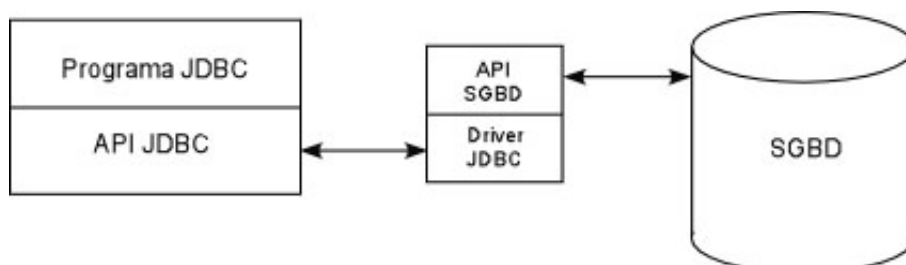 Programa JDBC
API JDBC
API
SGBD
Driver
JDBC
SGBD